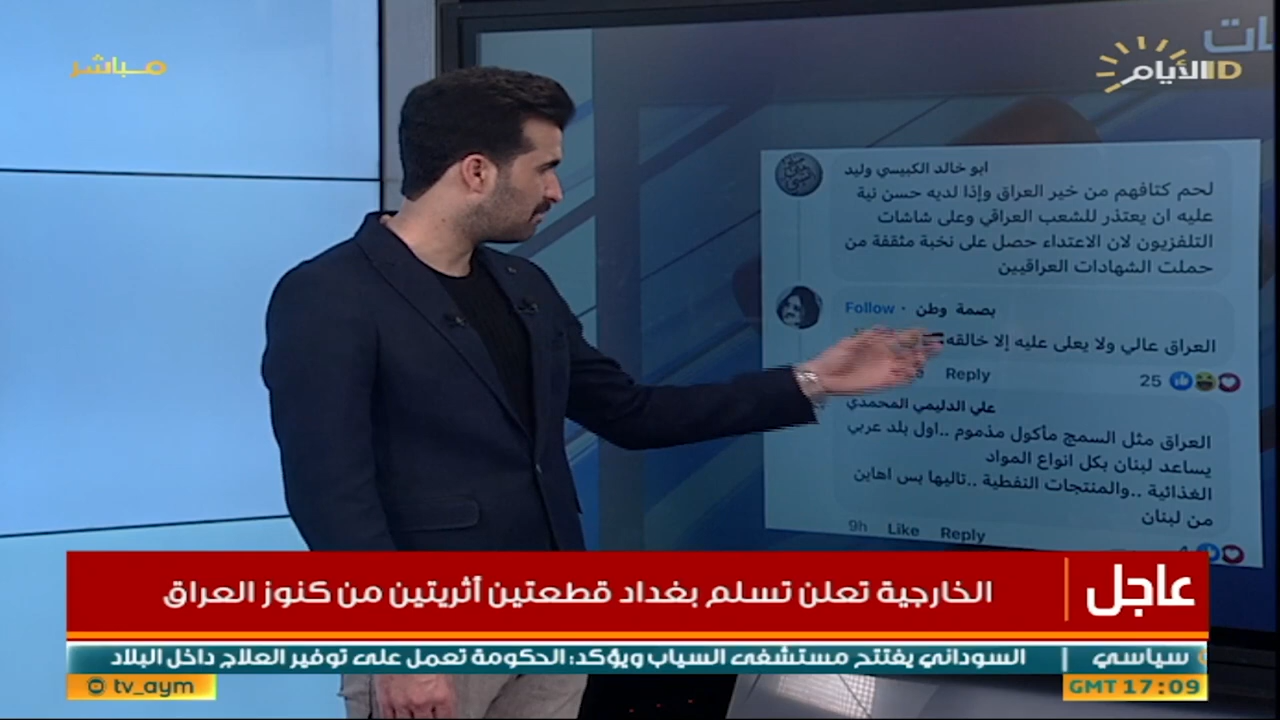 مباشر
ات
الأيام HD
ابو خالد الكبيسي وليد
لحم كتافهم من خير العراق وإذا لديه حسن نية
عليه ان يعتذر للشعب العراقي وعلى شاشات
التلفزيون لان الاعتداء حصل على نخبة مثقفة من
حملت الشهادات العراقيين
بصمة وطن · Follow
العراق عالي ولا يعلى عليه إلا خالقه
Reply
25
علي الدليمي المحمدي
العراق مثل السمج مأكول مذموم ..اول بلد عربي
يساعد لبنان بكل انواع المواد
الغذائية ..والمنتجات النفطية ..تاليها بس اهاين
من لبنان
9h Like Reply
عاجل
الخارجية تعلن تسلم بغداد قطعتين أثريتين من كنوز العراق
سياسي | السوداني يفتتح مستشفى السياب ويؤكد: الحكومة تعمل على توفير العلاج داخل البلاد
tv_aym
GMT 17:09